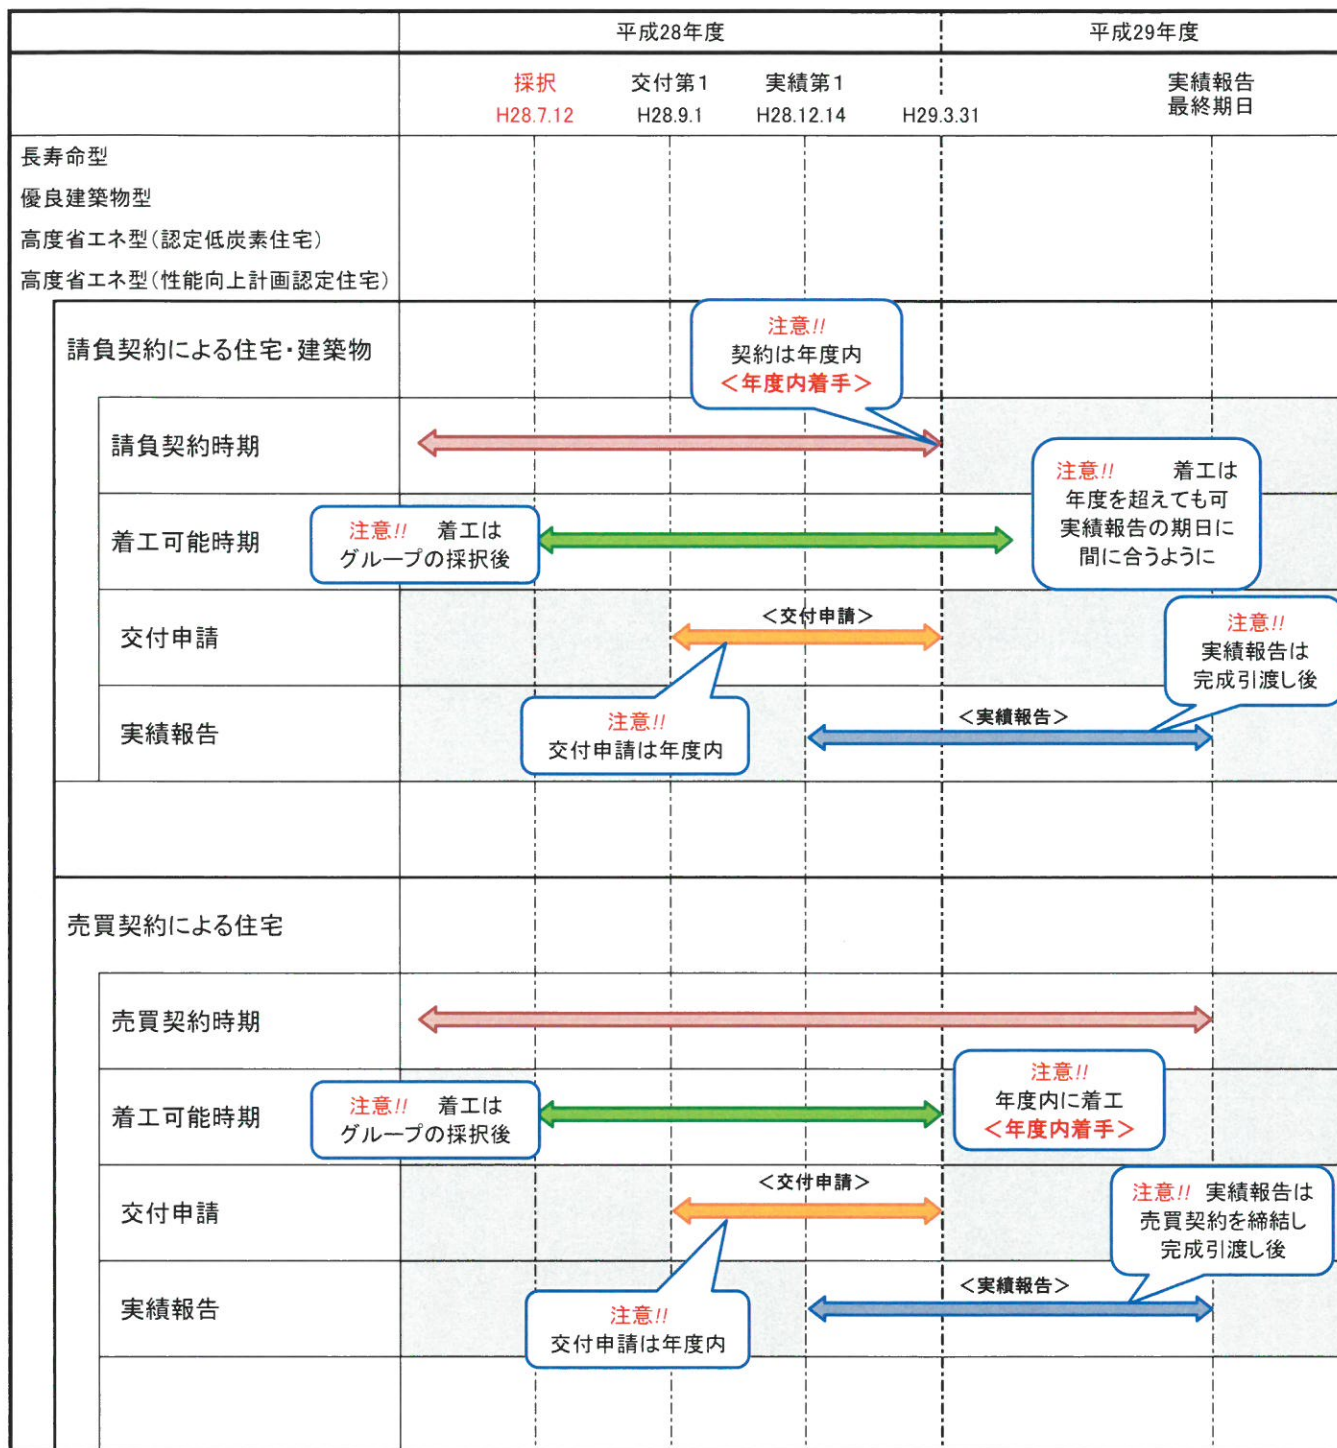 平成28年度
平成29年度
採択
交付第1
実績第1
実績報告
最終期日
H28.7.12
H28.9.1
H28.12.14
H29.3.31
長寿命型
優良建築物型
高度省エネ型(認定低炭素住宅)
高度省エネ型(性能向上計画認定住宅)
請負契約による住宅・建築物
注意!!
契約は年度内
<年度内着手>
請負契約時期
注意!! 着工は
年度を超えても可
実績報告の期日に
間に合うように
着工可能時期
注意!! 着工は
グループの採択後
交付申請
<交付申請>
注意!!
実績報告は
完成引渡し後
実績報告
注意!!
交付申請は年度内
<実績報告>
売買契約による住宅
売買契約時期
着工可能時期
注意!! 着工は
グループの採択後
注意!!
年度内に着工
<年度内着手>
交付申請
<交付申請>
注意!! 実績報告は
売買契約を締結し
完成引渡し後
実績報告
注意!!
交付申請は年度内
<実績報告>